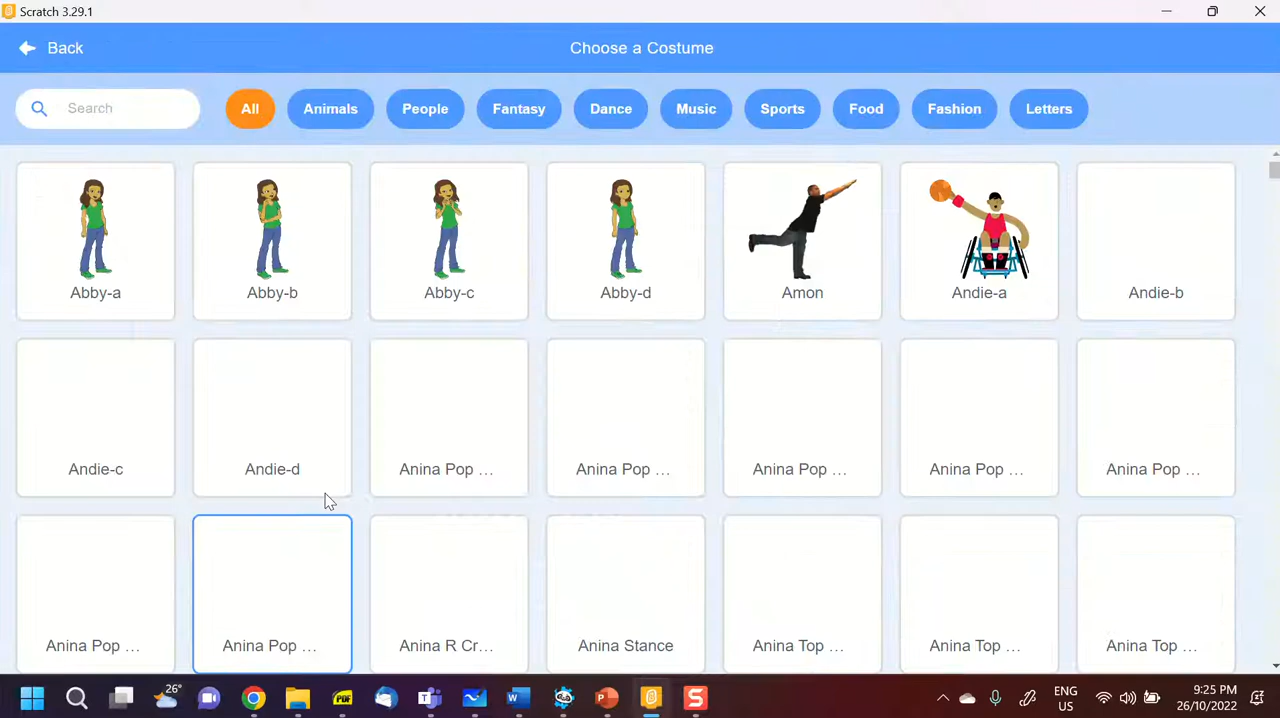 Scratch 3.29.1
Back
Choose a Costume
Search
All
Animals
People
Fantasy
Dance
Music
Sports
Food
Fashion
Letters
Abby-a
Abby-b
Abby-c
Abby-d
Amon
Andie-a
Andie-b
Andie-c
Andie-d
Anina Pop ...
Anina Pop ...
Anina Pop ...
Anina Pop ...
Anina Pop ...
Anina Pop ...
Anina Pop ...
Anina R Cr...
Anina Stance
Anina Top ...
Anina Top ...
Anina Top ...
26°
PDF
W
P
S
ENG
US
9:25 PM
26/10/2022